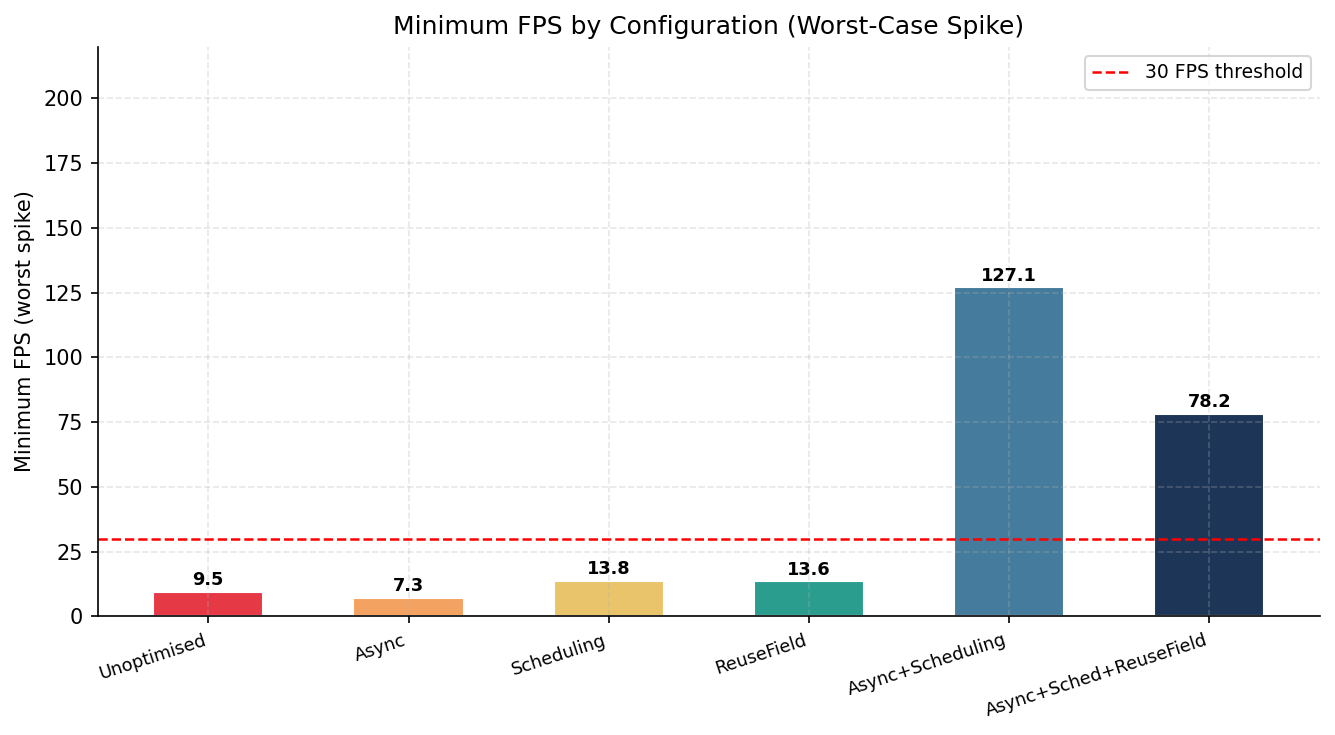 Minimum FPS by Configuration (Worst-Case Spike)
30 FPS threshold
Minimum FPS (worst spike)
200
175
150
125
100
75
50
25
0
9.5
7.3
13.8
13.6
127.1
78.2
Unoptimised
Async
Scheduling
ReuseField
Async+Scheduling
Async+Sched+ReuseField